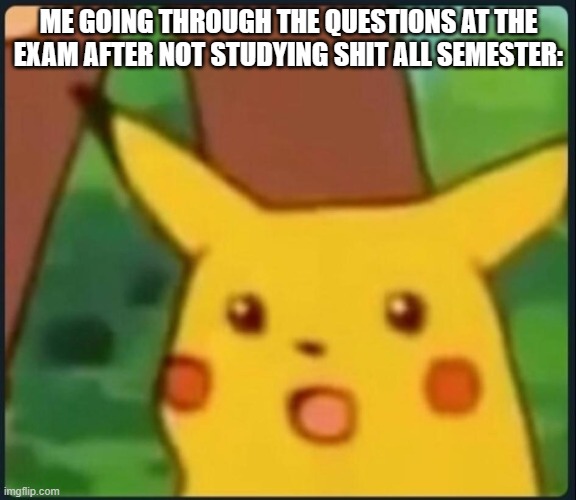 ME GOING THROUGH THE QUESTIONS AT THE
EXAM AFTER NOT STUDYING SHIT ALL SEMESTER:
imgflip.com